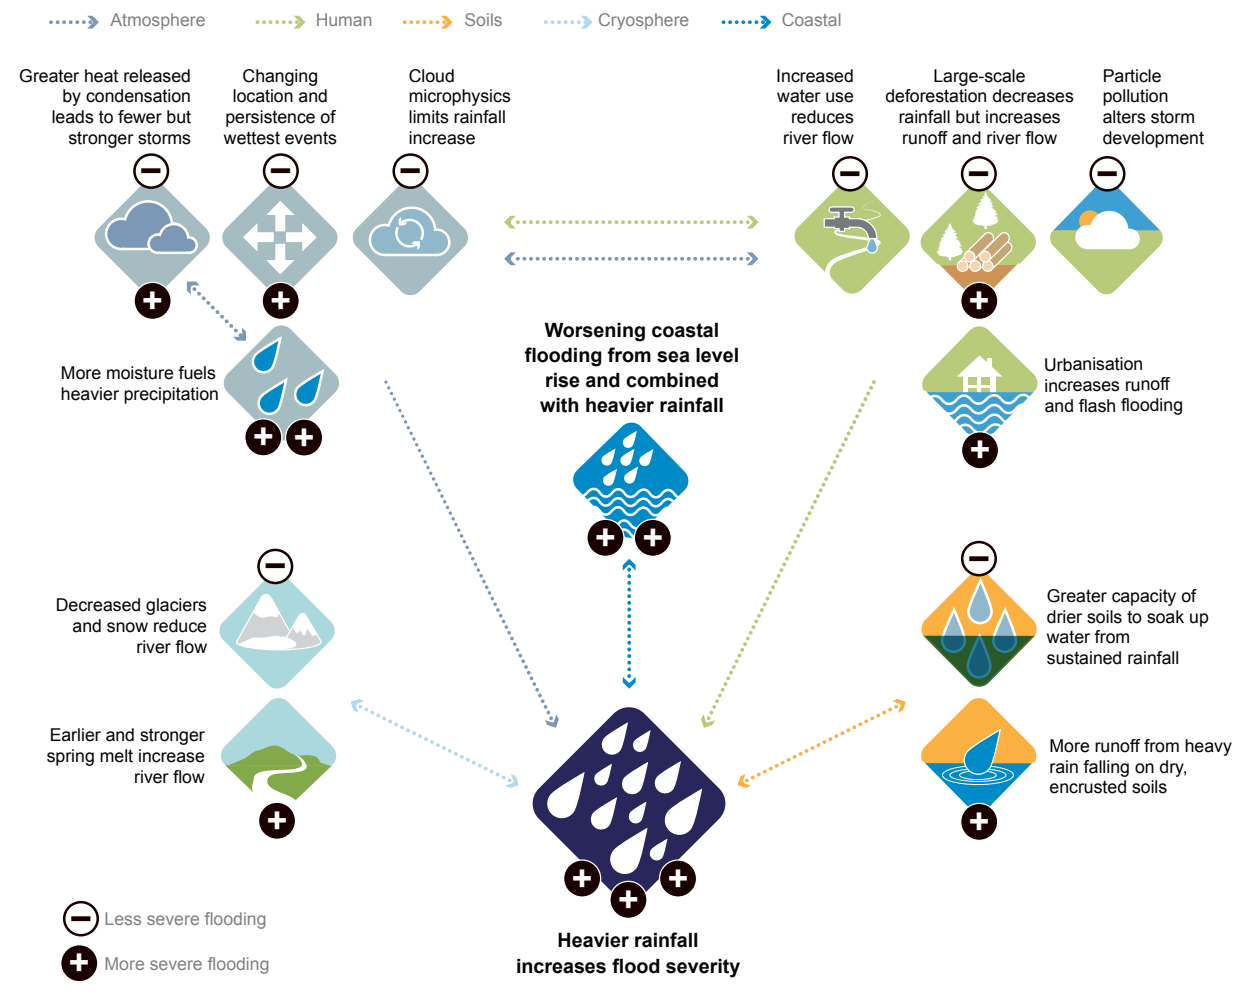 Atmosphere
Human
Soils
Cryosphere
Coastal
Greater heat released
by condensation
leads to fewer but
stronger storms
Changing
location and
persistence of
wettest events
Cloud
microphysics
limits rainfall
increase
Increased
water use
reduces
river flow
Large-scale
deforestation decreases
rainfall but increases
runoff and river flow
Particle
pollution
alters storm
development
More moisture fuels
heavier precipitation
Worsening coastal
flooding from sea level
rise and combined
with heavier rainfall
Urbanisation
increases runoff
and flash flooding
Decreased glaciers
and snow reduce
river flow
Greater capacity of
drier soils to soak up
water from
sustained rainfall
Earlier and stronger
spring melt increase
river flow
More runoff from heavy
rain falling on dry,
encrusted soils
Less severe flooding
More severe flooding
Heavier rainfall
increases flood severity